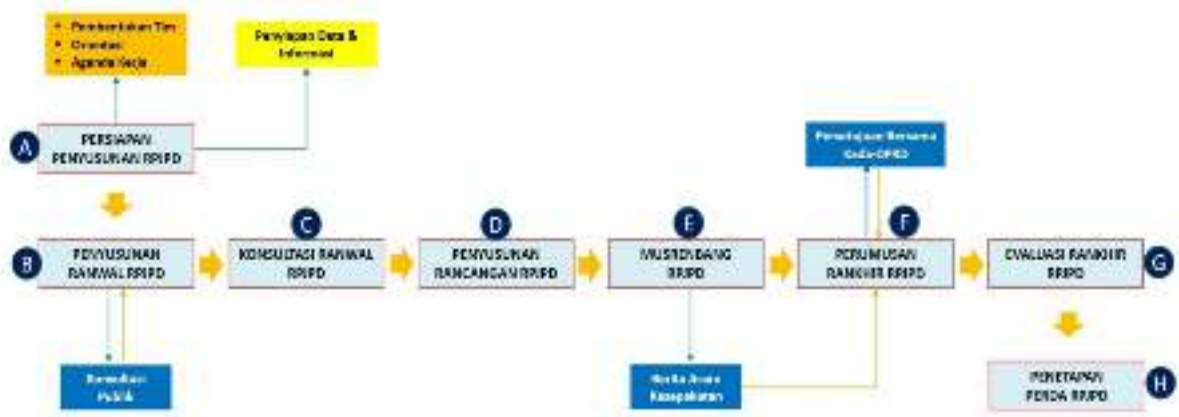 • Pembentukan Tim
• Orientasi
• Agenda Kerja
Penyiapan Data &
Informasi
A
PERSIAPAN
PENYUSUNAN RPJPD
Persetujuan Bersama
Kada-DPRD
B
PENYUSUNAN
RANWAL RPJPD
C
KONSULTASI RANWAL
RPJPD
D
PENYUSUNAN
RANCANGAN RPJPD
E
MUSRENBANG
RPJPD
F
PERUMUSAN
RANKHIR RPJPD
EVALUASI RANKHIR
RPJPD
G
Konsultasi
Publik
Berita Acara
Kesepakatan
PENETAPAN
PERDA RPJPD
H